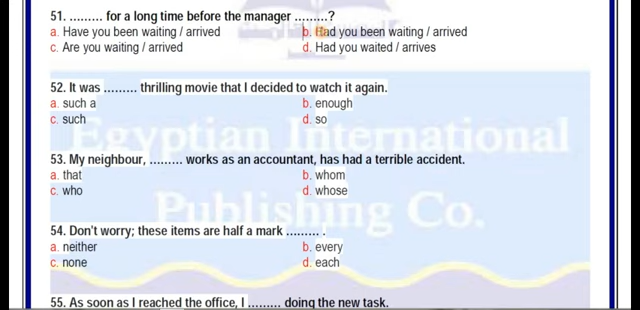 51. ......... for a long time before the manager .........?
a. Have you been waiting / arrived b. Had you been waiting / arrived
c. Are you waiting / arrived d. Had you waited / arrives
52. It was ......... thrilling movie that I decided to watch it again.
a. such a b. enough
c. such d. so
53. My neighbour, ......... works as an accountant, has had a terrible accident.
a. that b. whom
c. who d. whose
54. Don't worry; these items are half a mark ......... .
a. neither b. every
c. none d. each
55. As soon as I reached the office, I ......... doing the new task.
Egyptian International
Publishing Co.